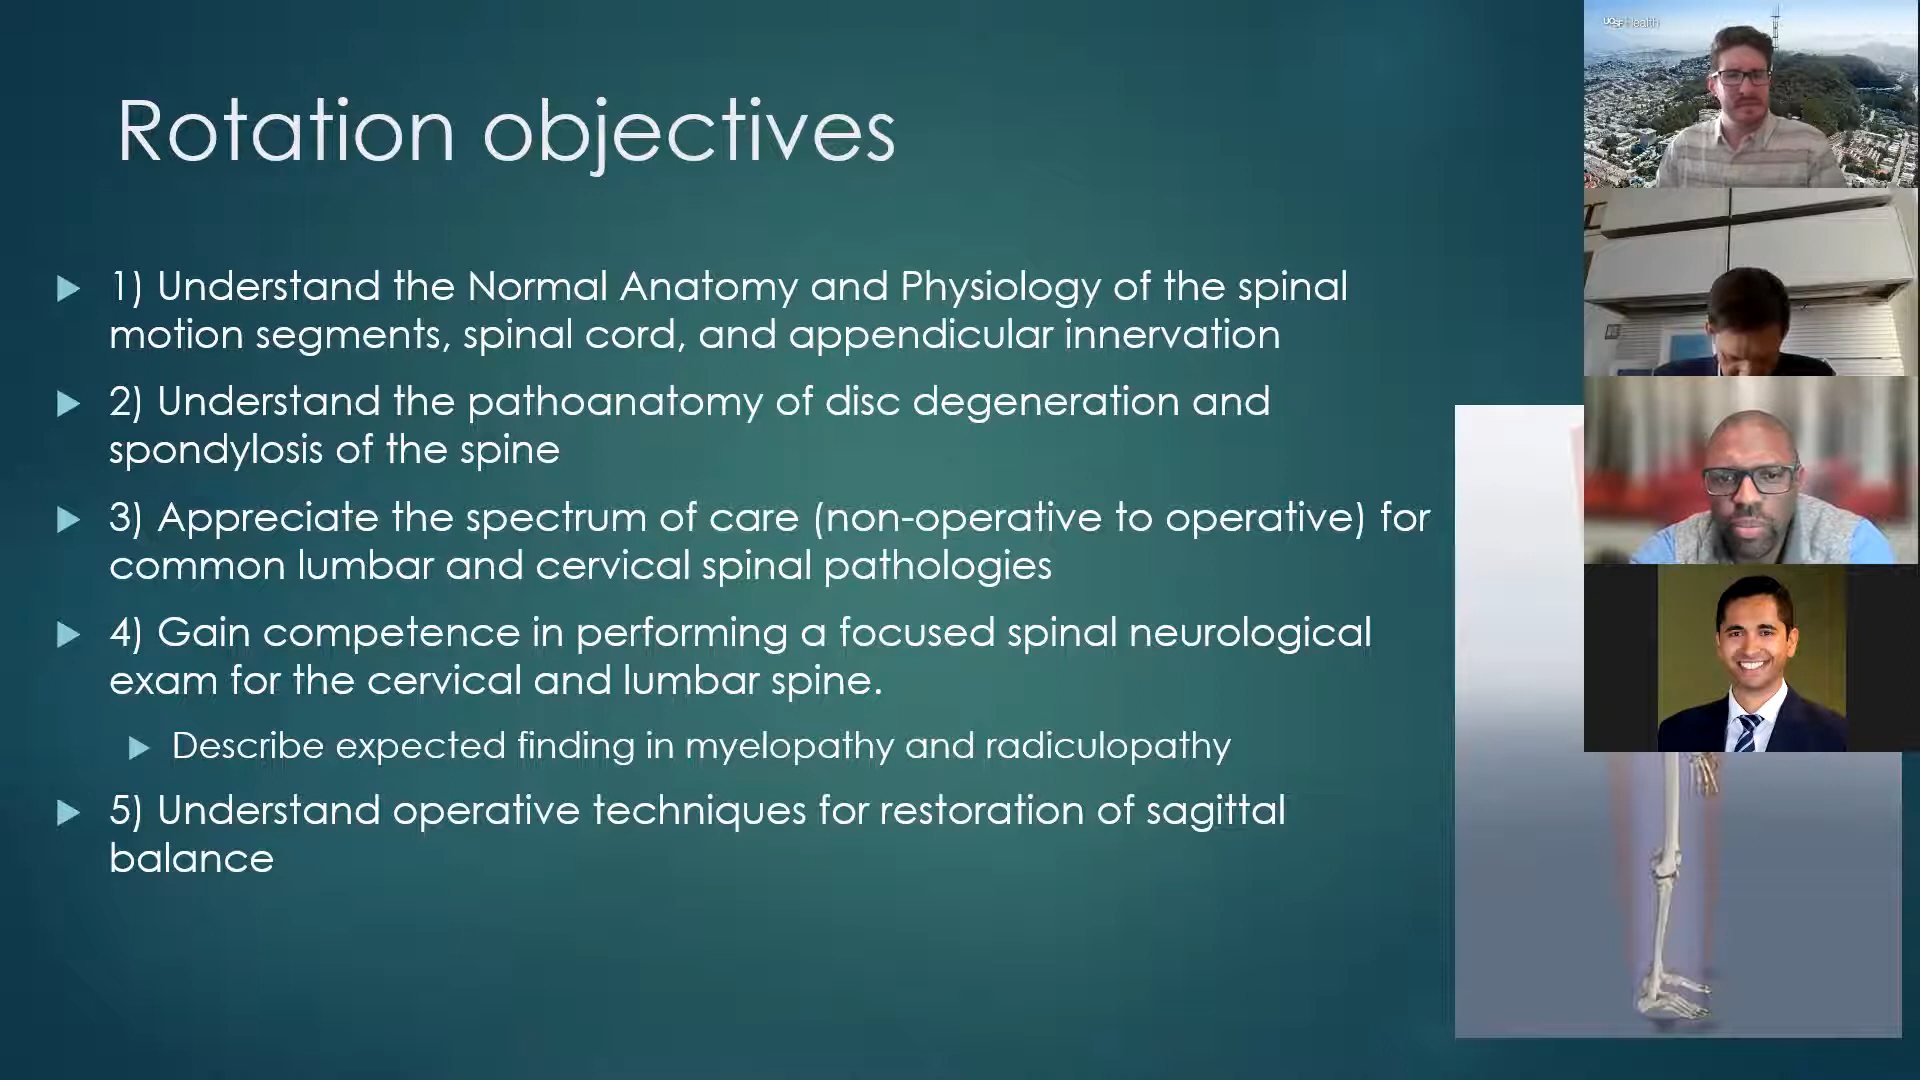 UCSF Health
Rotation objectives
1) Understand the Normal Anatomy and Physiology of the spinal
motion segments, spinal cord, and appendicular innervation
2) Understand the pathoanatomy of disc degeneration and
spondylosis of the spine
3) Appreciate the spectrum of care (non-operative to operative) for
common lumbar and cervical spinal pathologies
4) Gain competence in performing a focused spinal neurological
exam for the cervical and lumbar spine.
Describe expected finding in myelopathy and radiculopathy
5) Understand operative techniques for restoration of sagittal
balance